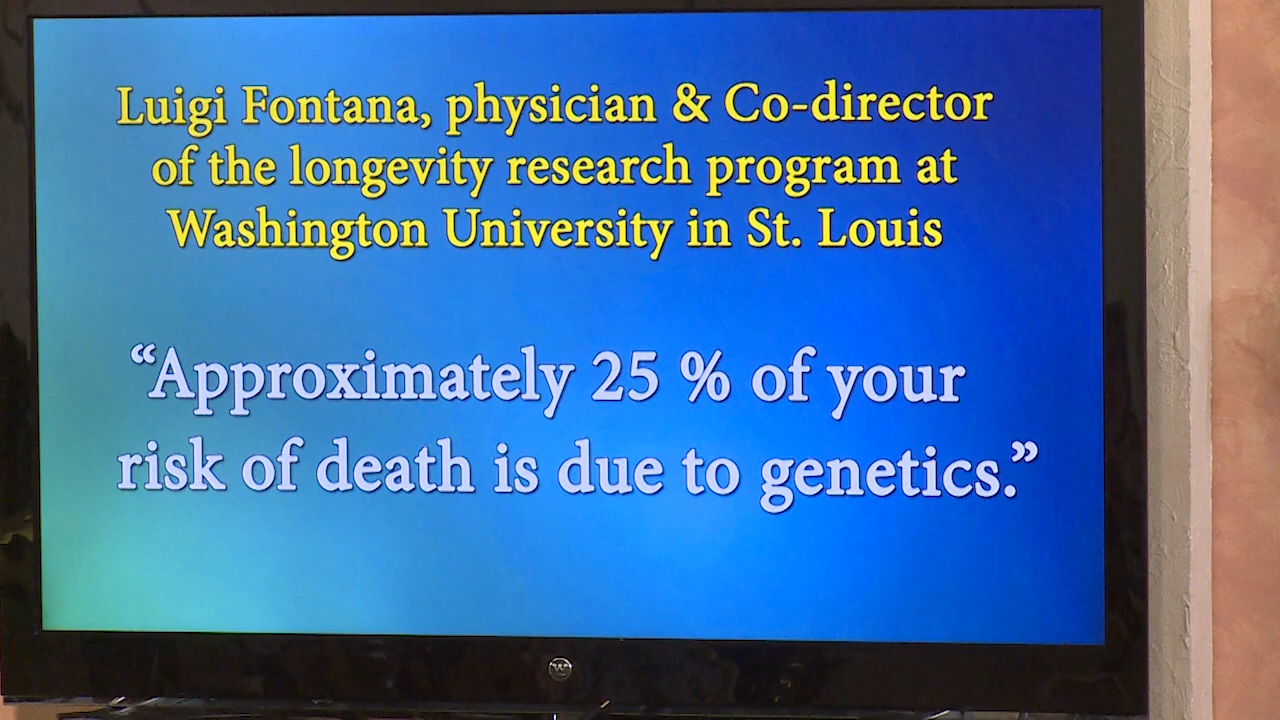 Luigi Fontana, physician & Co-director
of the longevity research program at
Washington University in St. Louis
“Approximately 25 % of your
risk of death is due to genetics.”
W